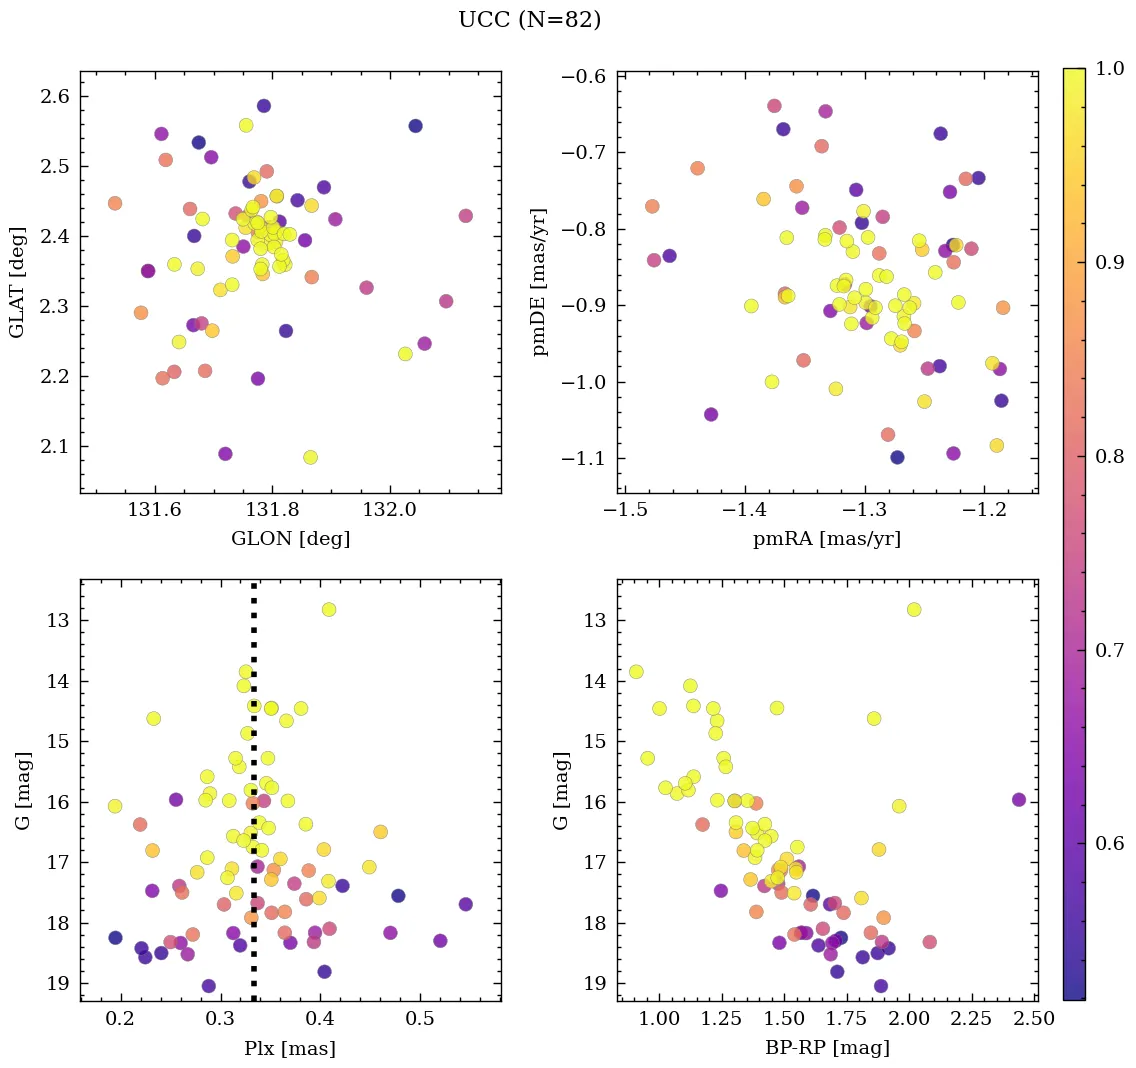 UCC (N=82)
2.6
2.5
2.4
2.3
2.2
2.1
GLAT [deg]
131.6 131.8 132.0
GLON [deg]
−0.6
−0.7
−0.8
−0.9
−1.0
−1.1
pmDE [mas/yr]
−1.5 −1.4 −1.3 −1.2
pmRA [mas/yr]
13
14
15
16
17
18
19
G [mag]
0.2 0.3 0.4 0.5
Plx [mas]
13
14
15
16
17
18
19
G [mag]
1.00 1.25 1.50 1.75 2.00 2.25 2.50
BP-RP [mag]
1.0
0.9
0.8
0.7
0.6